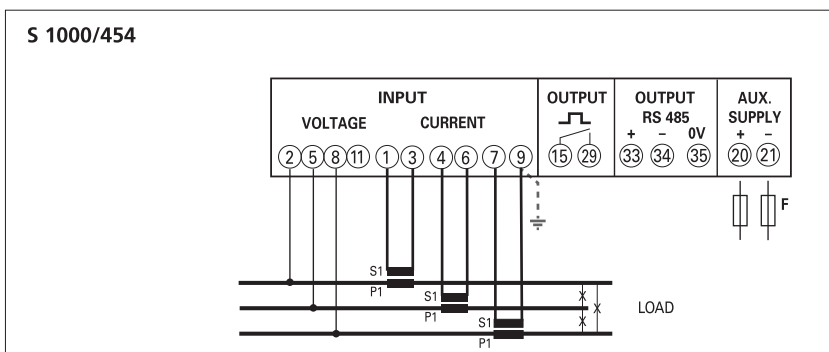 S 1000/454
INPUT
VOLTAGE CURRENT
2 5 8 11 1 3 4 6 7 9
OUTPUT
15 29
OUTPUT
RS 485
+ − 0V
33 34 35
AUX.
SUPPLY
+ −
20 21
F
S1
P1
S1
P1
S1
P1
LOAD